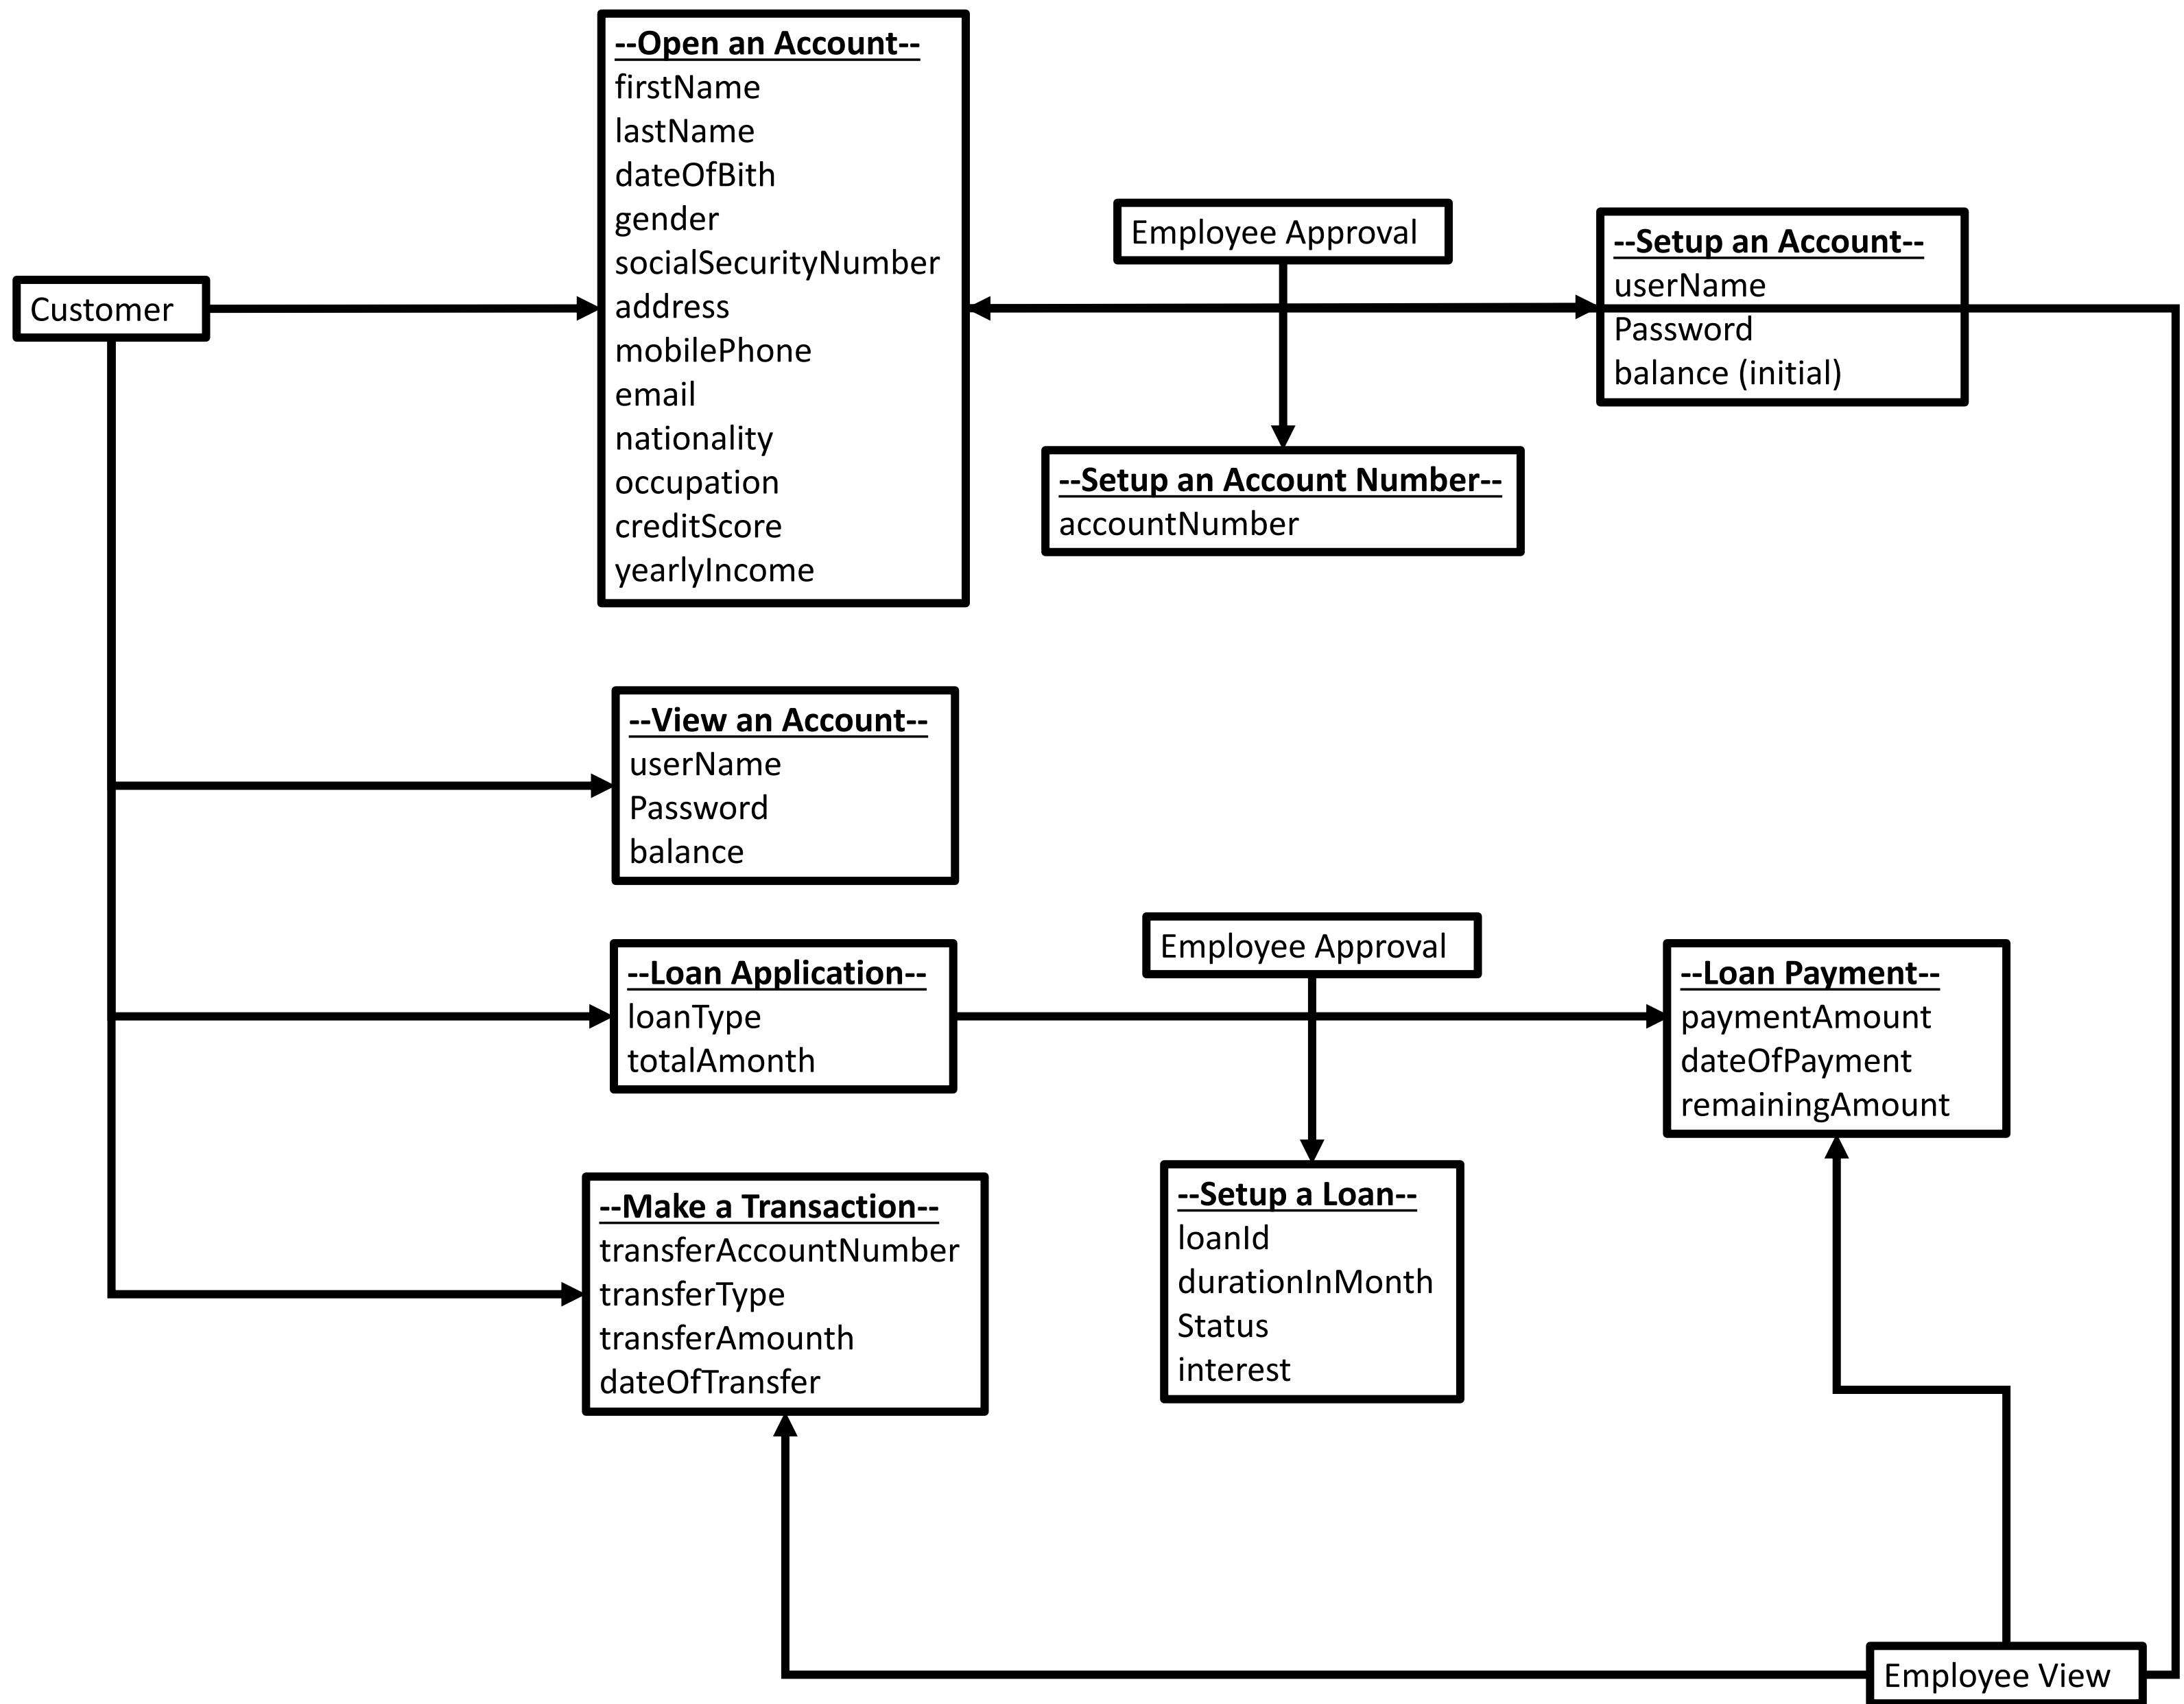 --Open an Account--
firstName
lastName
dateOfBith
gender
socialSecurityNumber
address
mobilePhone
email
nationality
occupation
creditScore
yearlyIncome
Customer
Employee Approval
--Setup an Account--
userName
Password
balance (initial)
--Setup an Account Number--
accountNumber
--View an Account--
userName
Password
balance
--Loan Application--
loanType
totalAmonth
Employee Approval
--Loan Payment--
paymentAmount
dateOfPayment
remainingAmount
--Setup a Loan--
loanId
durationInMonth
Status
interest
--Make a Transaction--
transferAccountNumber
transferType
transferAmounth
dateOfTransfer
Employee View